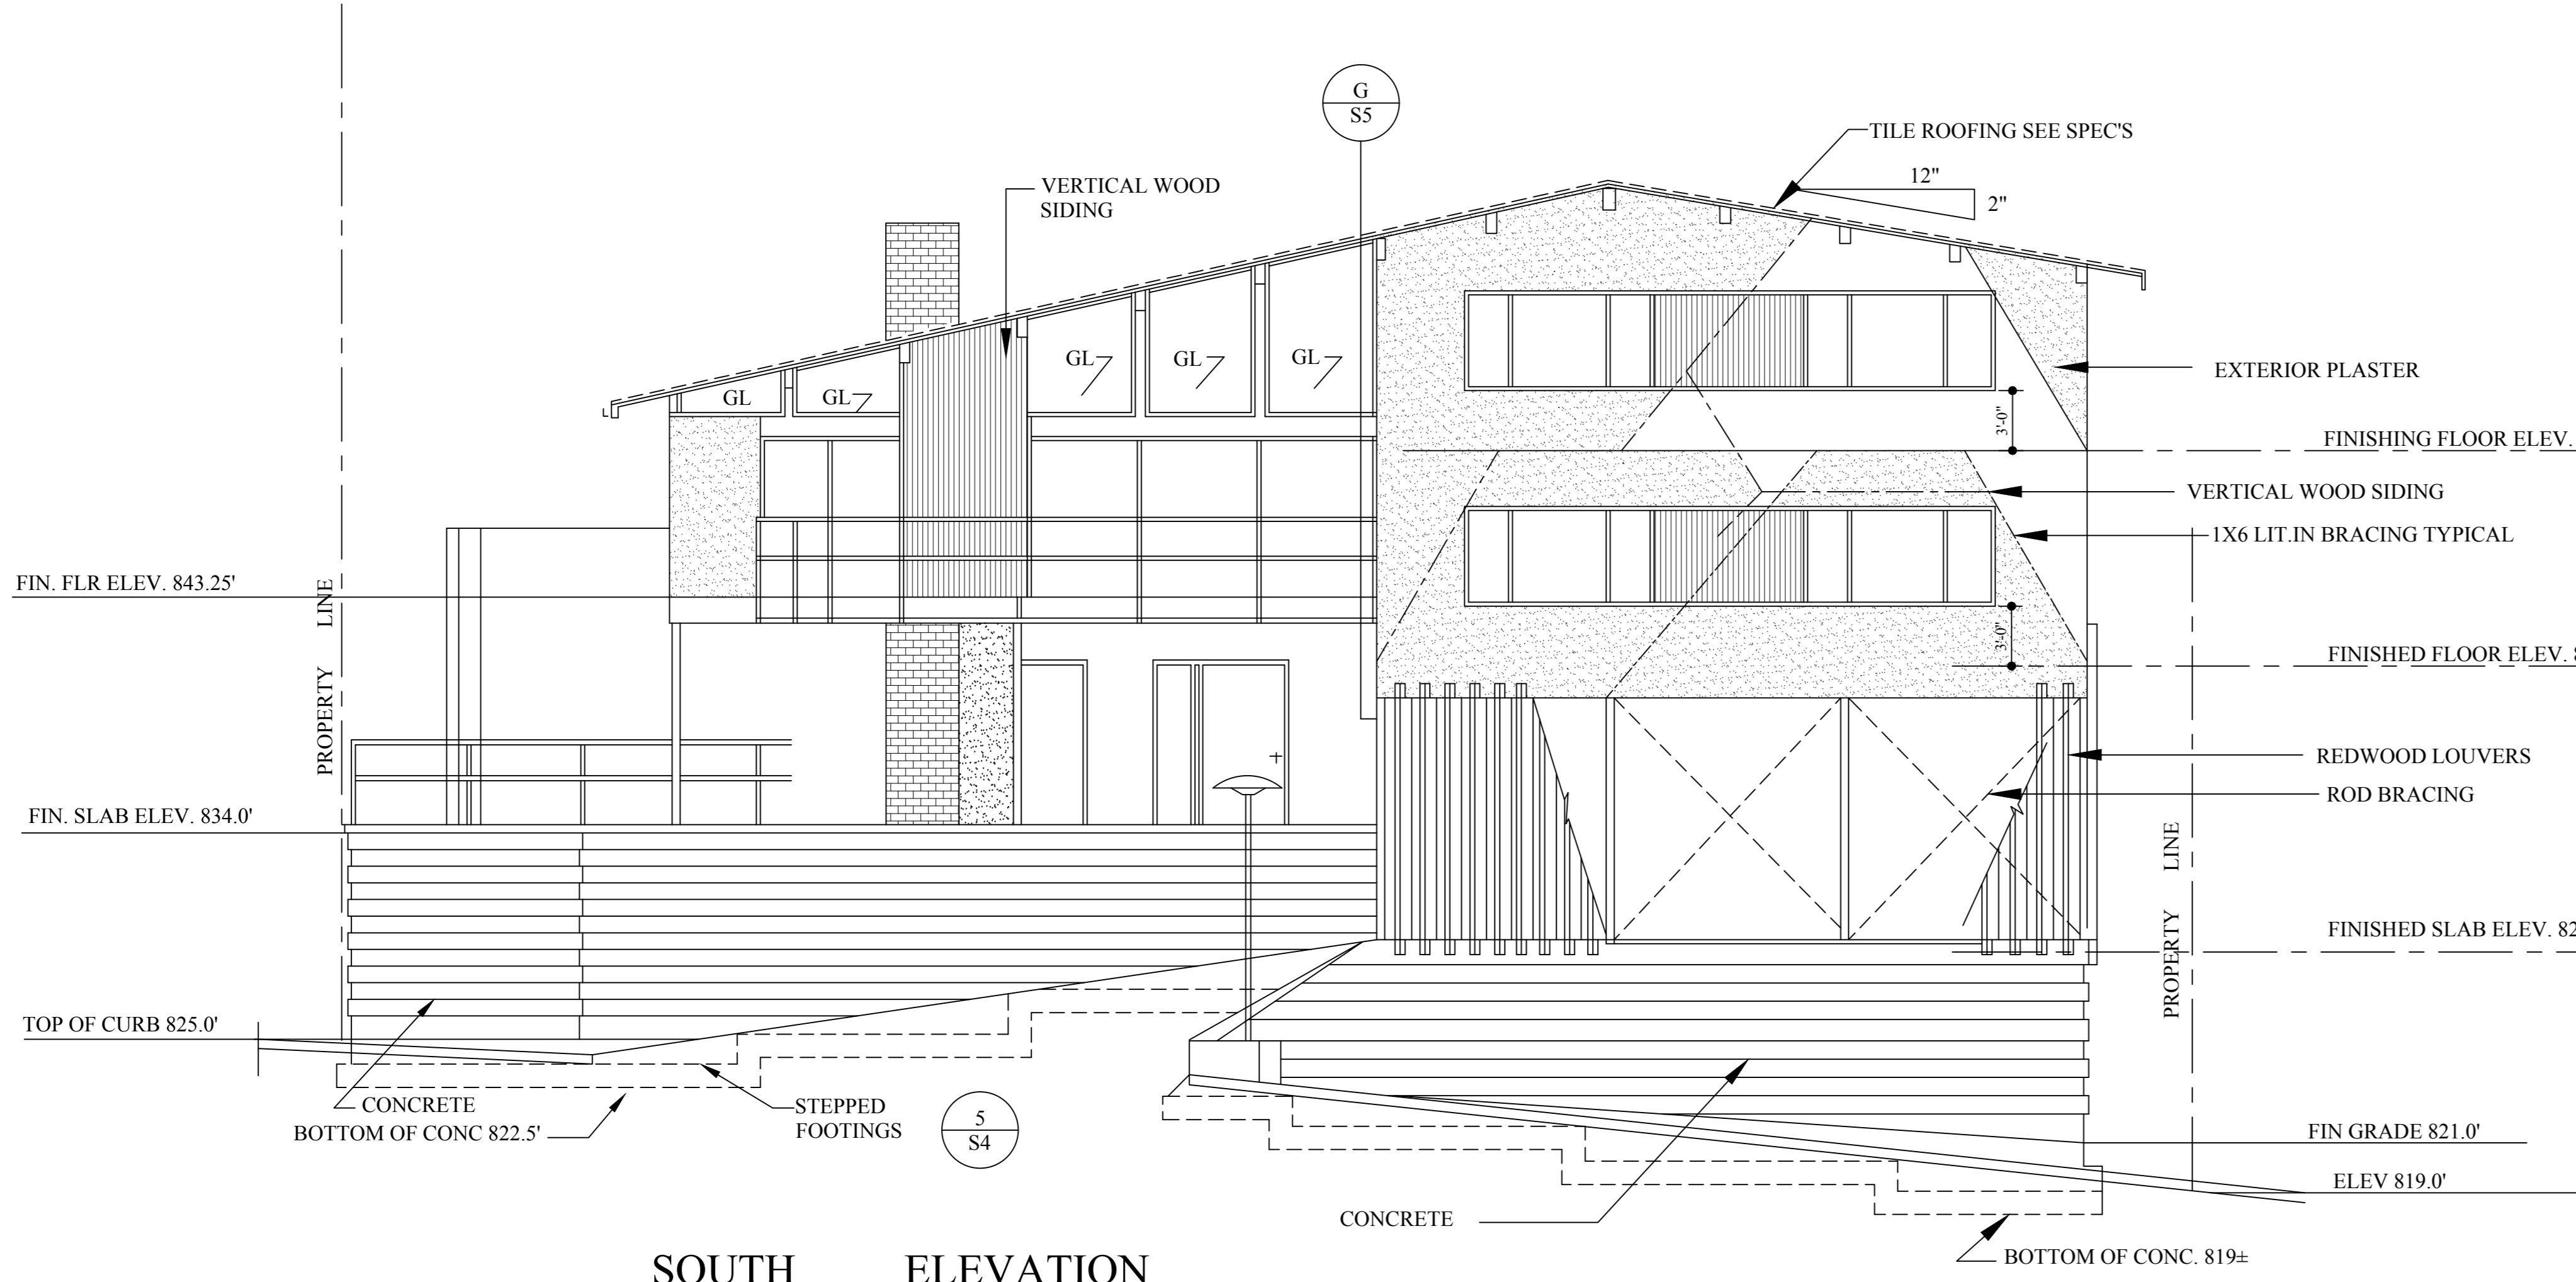 G
S5
TILE ROOFING SEE SPEC'S
12"
2"
VERTICAL WOOD
SIDING
GL
GL
GL
GL
GL
EXTERIOR PLASTER
3'-0"
FINISHING FLOOR ELEV.
VERTICAL WOOD SIDING
1X6 LIT.IN BRACING TYPICAL
FIN. FLR ELEV. 843.25'
PROPERTY LINE
3'-0"
FINISHED FLOOR ELEV. 8
REDWOOD LOUVERS
ROD BRACING
FIN. SLAB ELEV. 834.0'
PROPERTY LINE
FINISHED SLAB ELEV. 82
TOP OF CURB 825.0'
CONCRETE
BOTTOM OF CONC 822.5'
STEPPED
FOOTINGS
5
S4
FIN GRADE 821.0'
ELEV 819.0'
CONCRETE
BOTTOM OF CONC. 819±
SOUTH ELEVATION